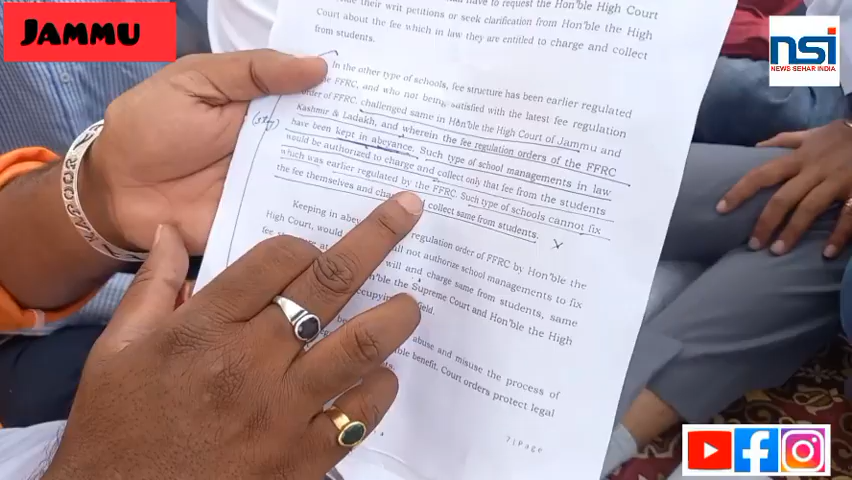 JAMMU
nsi
NEWS SEHAR INDIA
have to request the Hon'ble High Court
their writ petitions or seek clarification from Hon'ble the High
Court about the fee which in law they are entitled to charge and collect
from students.
In the other type of schools, fee structure has been earlier regulated
the FFRC, and who not being satisfied with the latest fee regulation
order of FFRC, challenged same in Hon'ble the High Court of Jammu and
Kashmir & Ladakh, and wherein the fee regulation orders of the FFRC
have been kept in abeyance. Such type of school managements in law
would be authorized to charge and collect only that fee from the students
which was earlier regulated by the FFRC. Such type of schools cannot fix
the fee themselves and collect same from students.
Keeping in regulation order of FFRC by Hon'ble the
High Court, would not authorize school managements to fix
will and charge same from students, same
the Supreme Court and Hon'ble the High
occupying field.
abuse and misuse the process of
benefit. Court orders protect legal
7 | Page